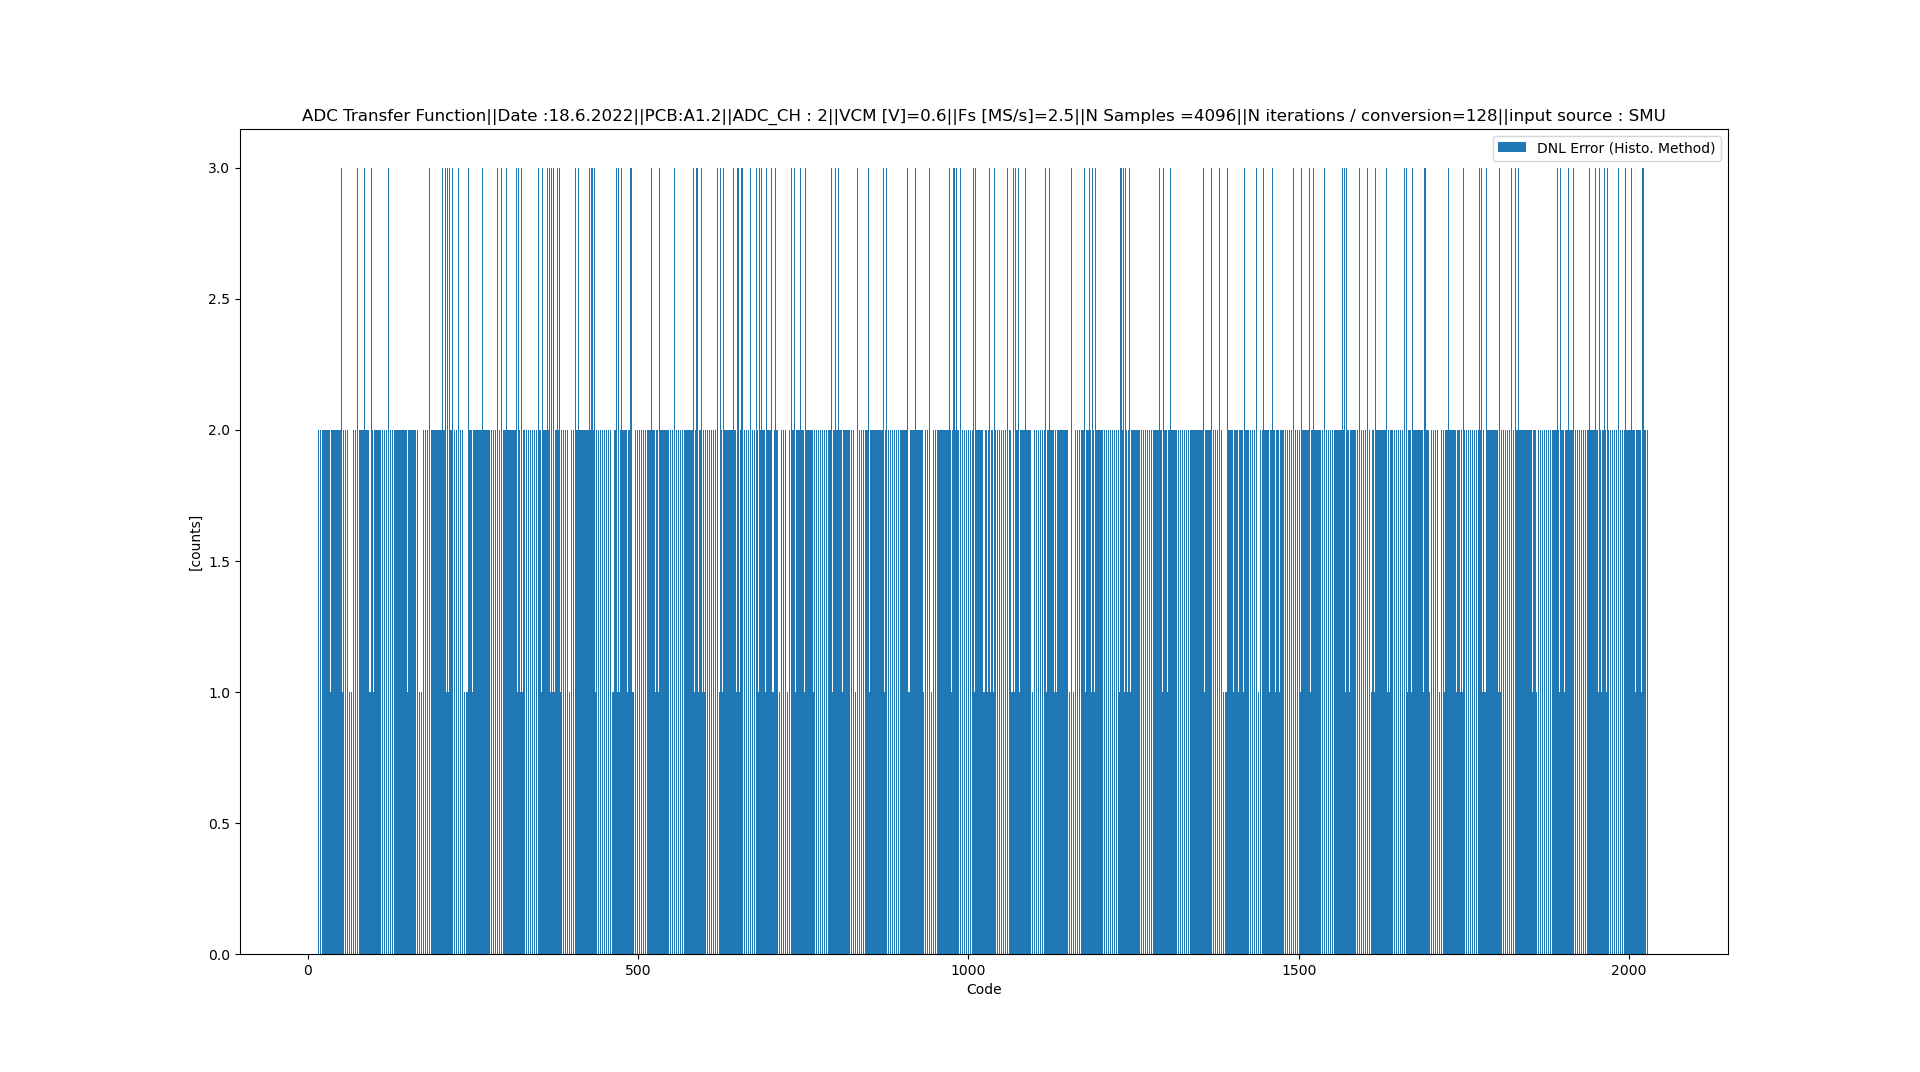 ADC Transfer Function||Date :18.6.2022||PCB:A1.2||ADC_CH : 2||VCM [V]=0.6||Fs [MS/s]=2.5||N Samples =4096||N iterations / conversion=128||input source : SMU
DNL Error (Histo. Method)
3.0
2.5
2.0
1.5
1.0
0.5
0.0
[counts]
0 500 1000 1500 2000
Code